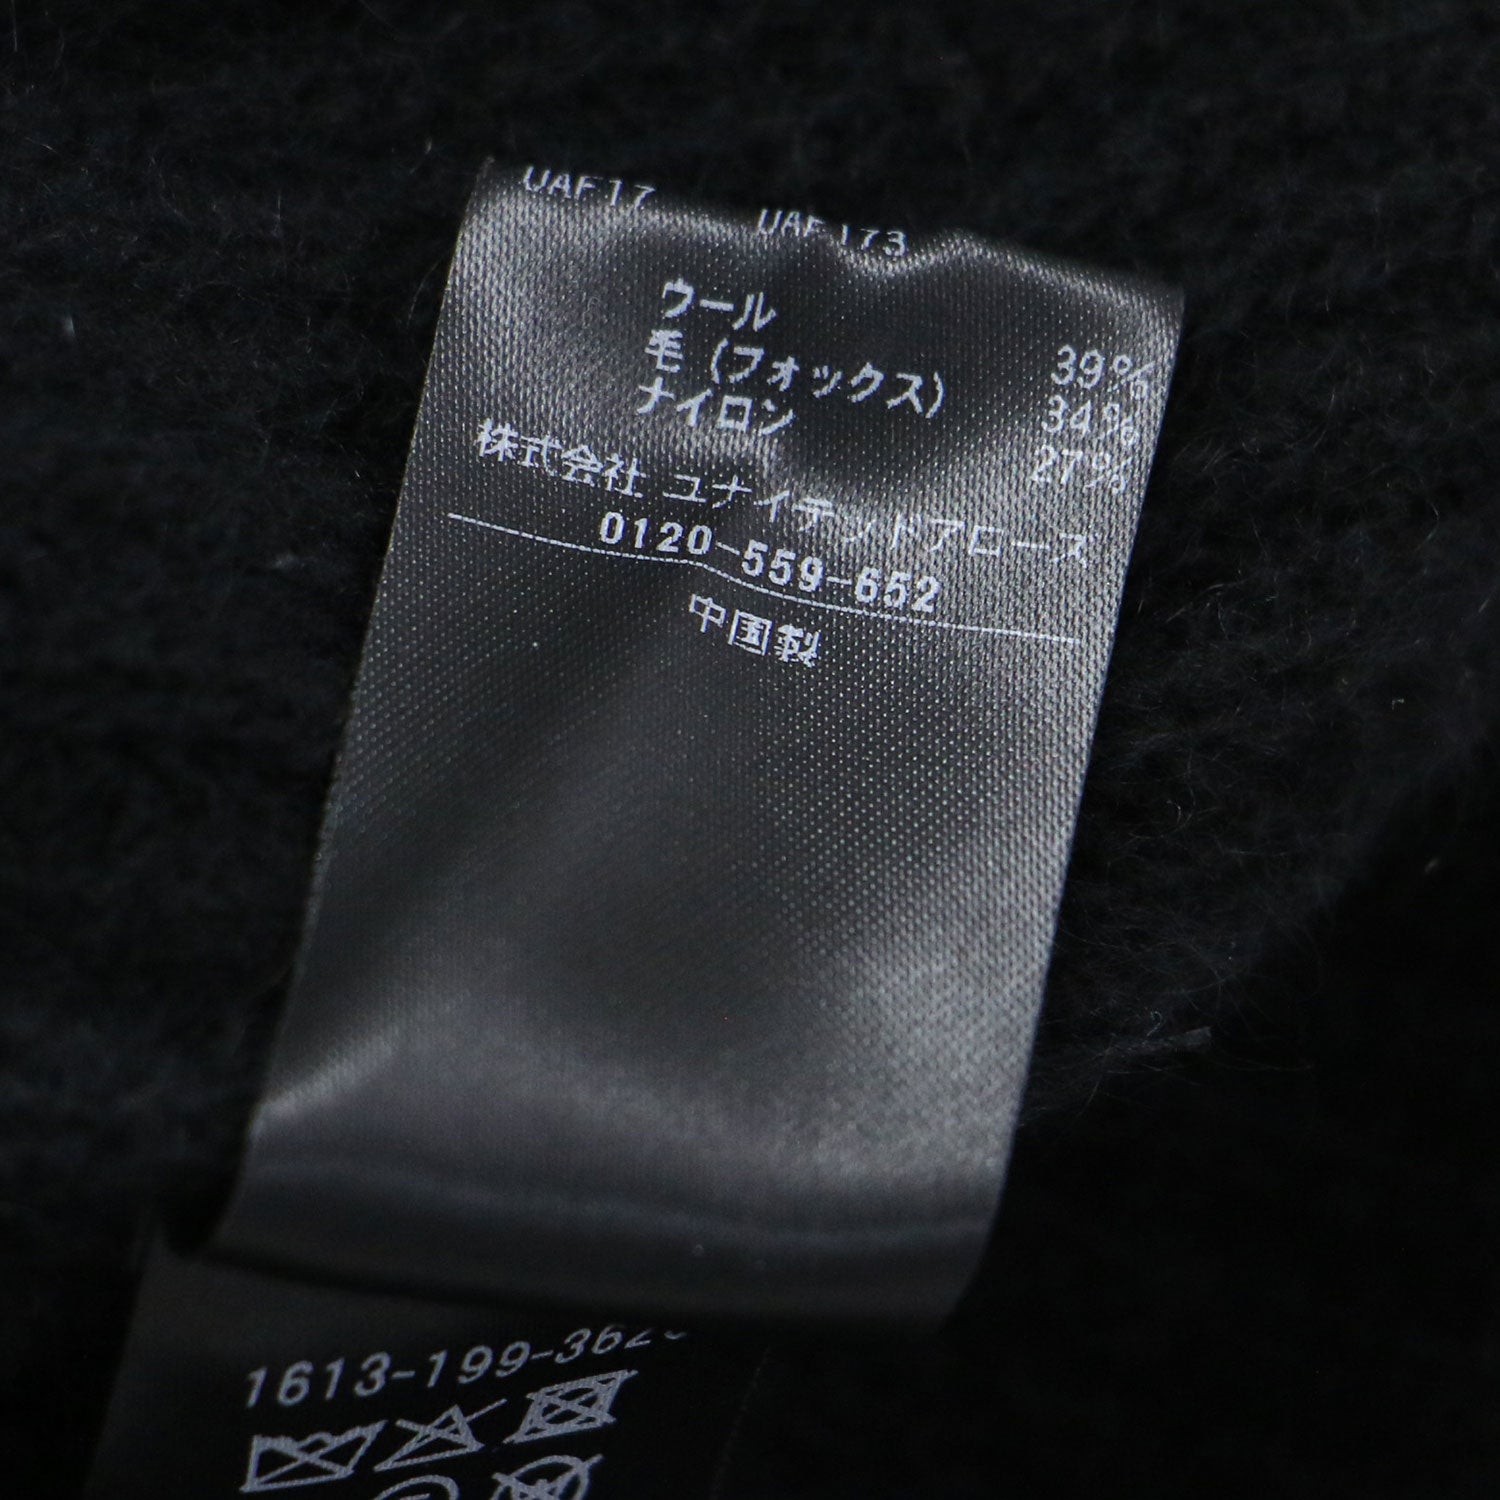 UAF17 UAF173
ウール 39%
毛（フォックス） 34%
ナイロン 27%
株式会社 ユナイテッドアローズ
0120-559-652
中国製
1613-199-362